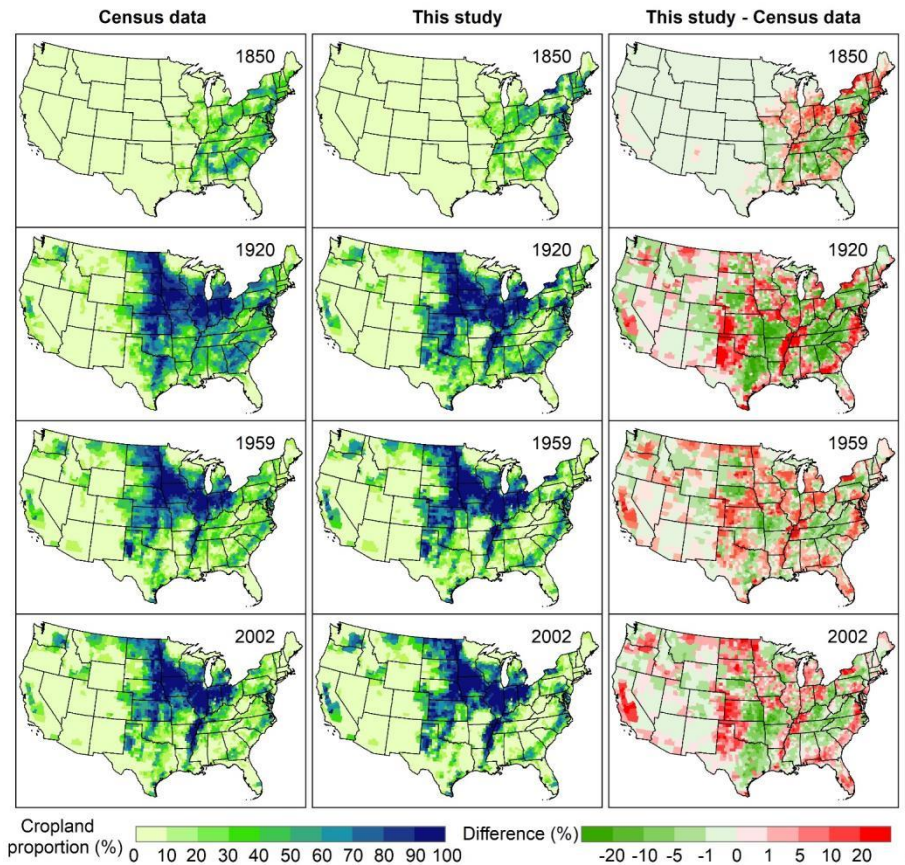 Census data
This study
This study - Census data
1850
1850
1850
1920
1920
1920
1959
1959
1959
2002
2002
2002
Cropland
proportion (%)
0 10 20 30 40 50 60 70 80 90 100
Difference (%)
-20 -10 -5 -1 0 1 5 10 20